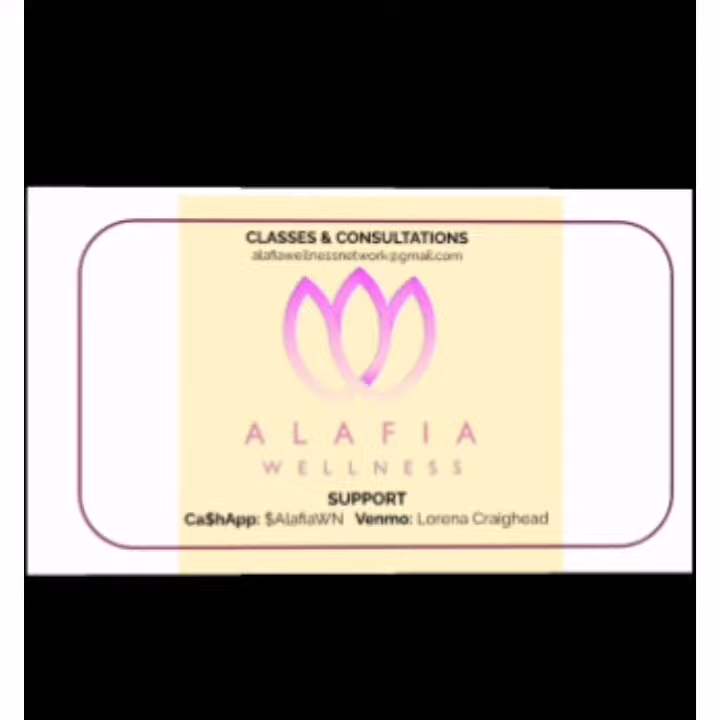 CLASSES & CONSULTATIONS
alafiawellnessnetwork@gmail.com
ALAFIA
WELLNESS
SUPPORT
Ca$hApp: $AlafiaWN Venmo: Lorena Craighead